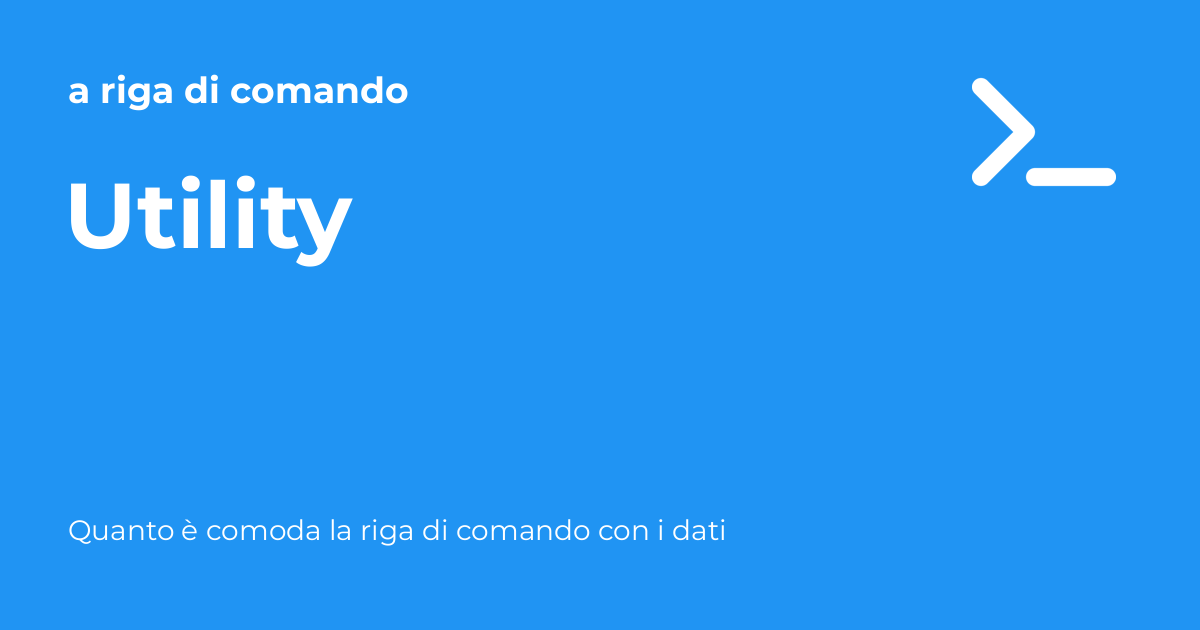 a riga di comando
Utility
Quanto è comoda la riga di comando con i dati